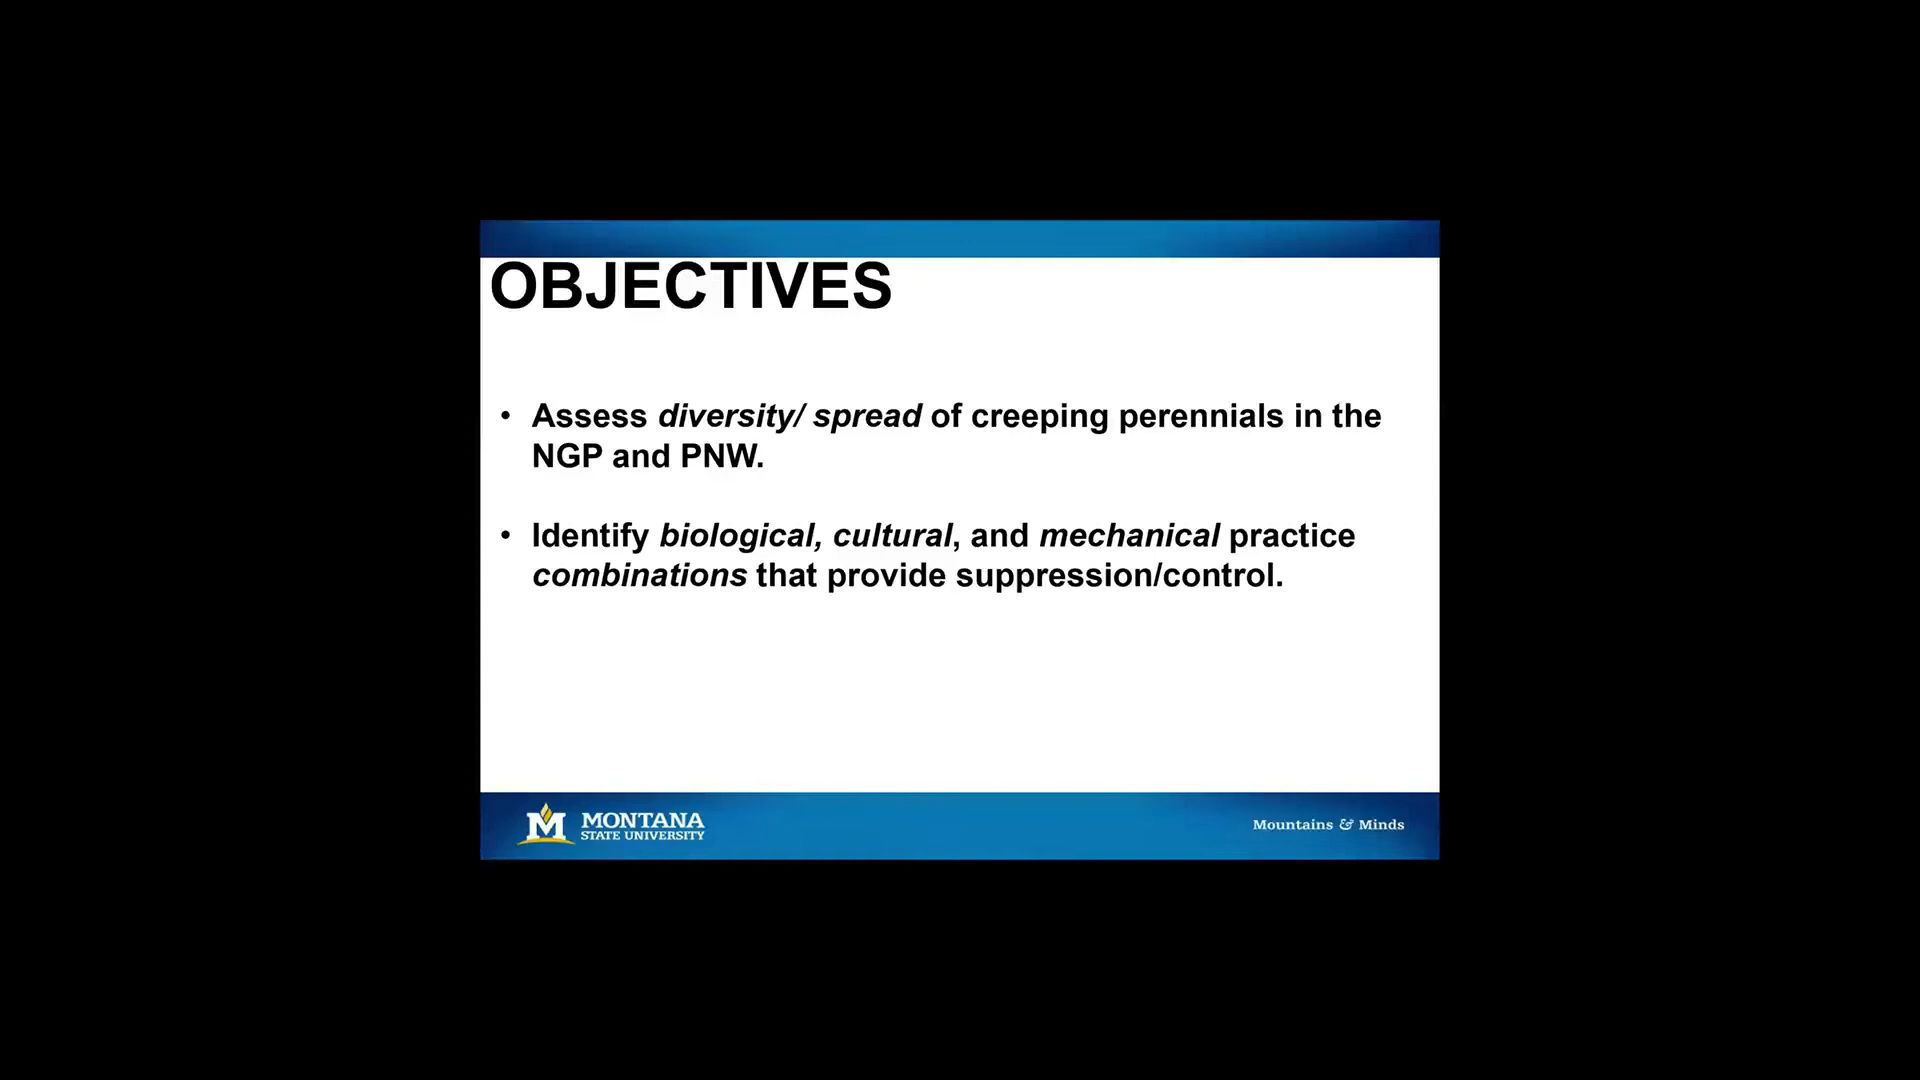 OBJECTIVES
• Assess diversity/ spread of creeping perennials in the
NGP and PNW.
• Identify biological, cultural, and mechanical practice
combinations that provide suppression/control.
M MONTANA
STATE UNIVERSITY
Mountains & Minds